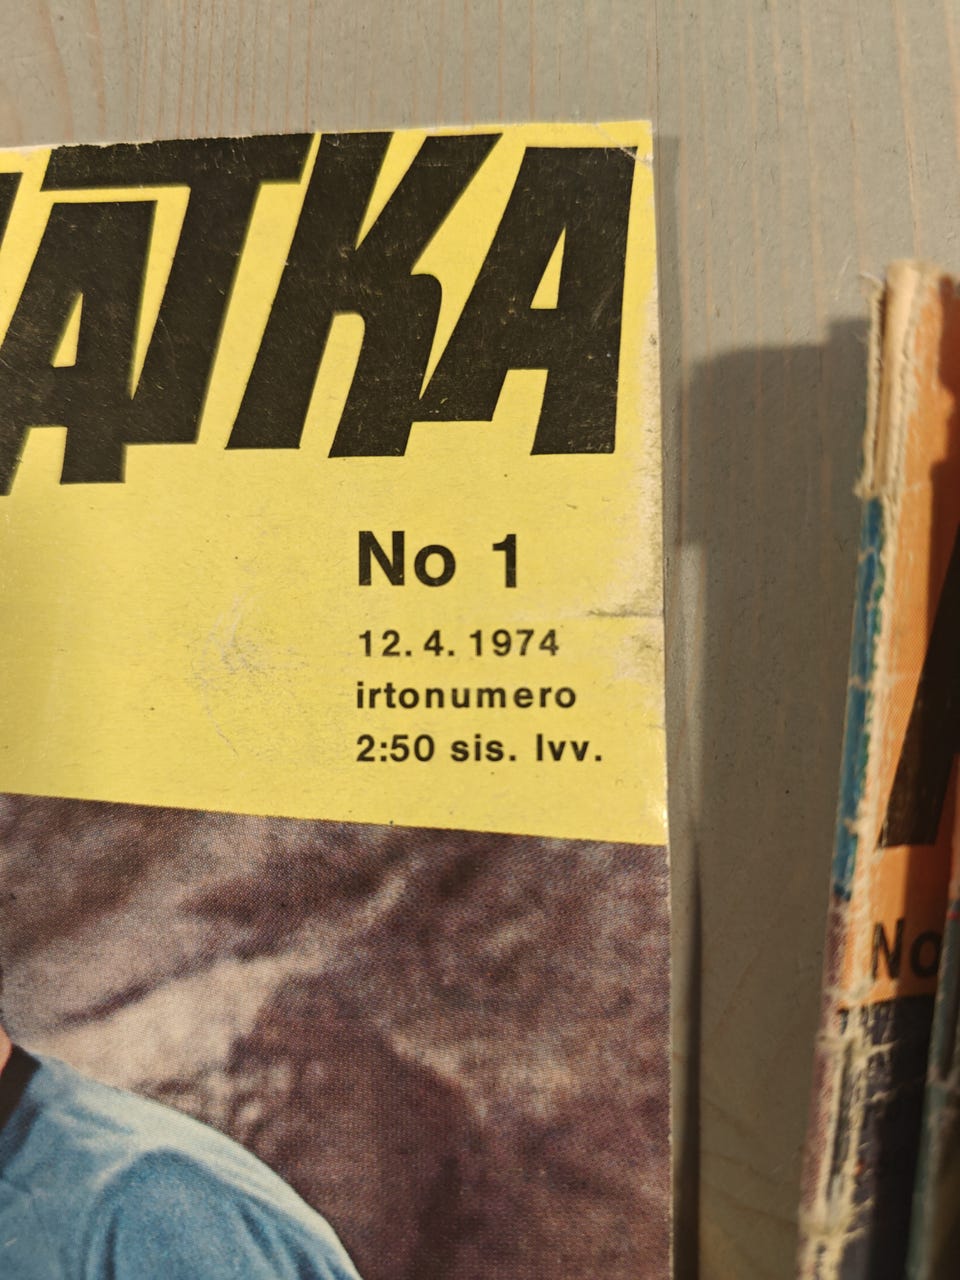 ATKA
No 1
12.4.1974
irtonumero
2:50 sis. lvv.
No